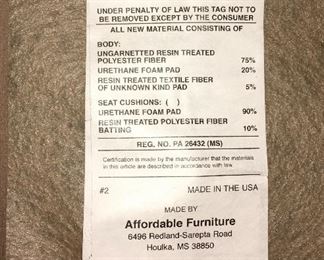 UNDER PENALTY OF LAW THIS TAG NOT TO
BE REMOVED EXCEPT BY THE CONSUMER
ALL NEW MATERIAL CONSISTING OF
BODY:
UNGARNETTED RESIN TREATED
POLYESTER FIBER 75%
URETHANE FOAM PAD 20%
RESIN TREATED TEXTILE FIBER
OF UNKNOWN KIND PAD 5%
SEAT CUSHIONS: ( )
URETHANE FOAM PAD 90%
RESIN TREATED POLYESTER FIBER
BATTING 10%
REG. NO. PA 26432 (MS)
Certification is made by the manufacturer that the materials
in this article are described in accordance with law.
#2 MADE IN THE USA
MADE BY
Affordable Furniture
6496 Redland-Sarepta Road
Houlka, MS 38850